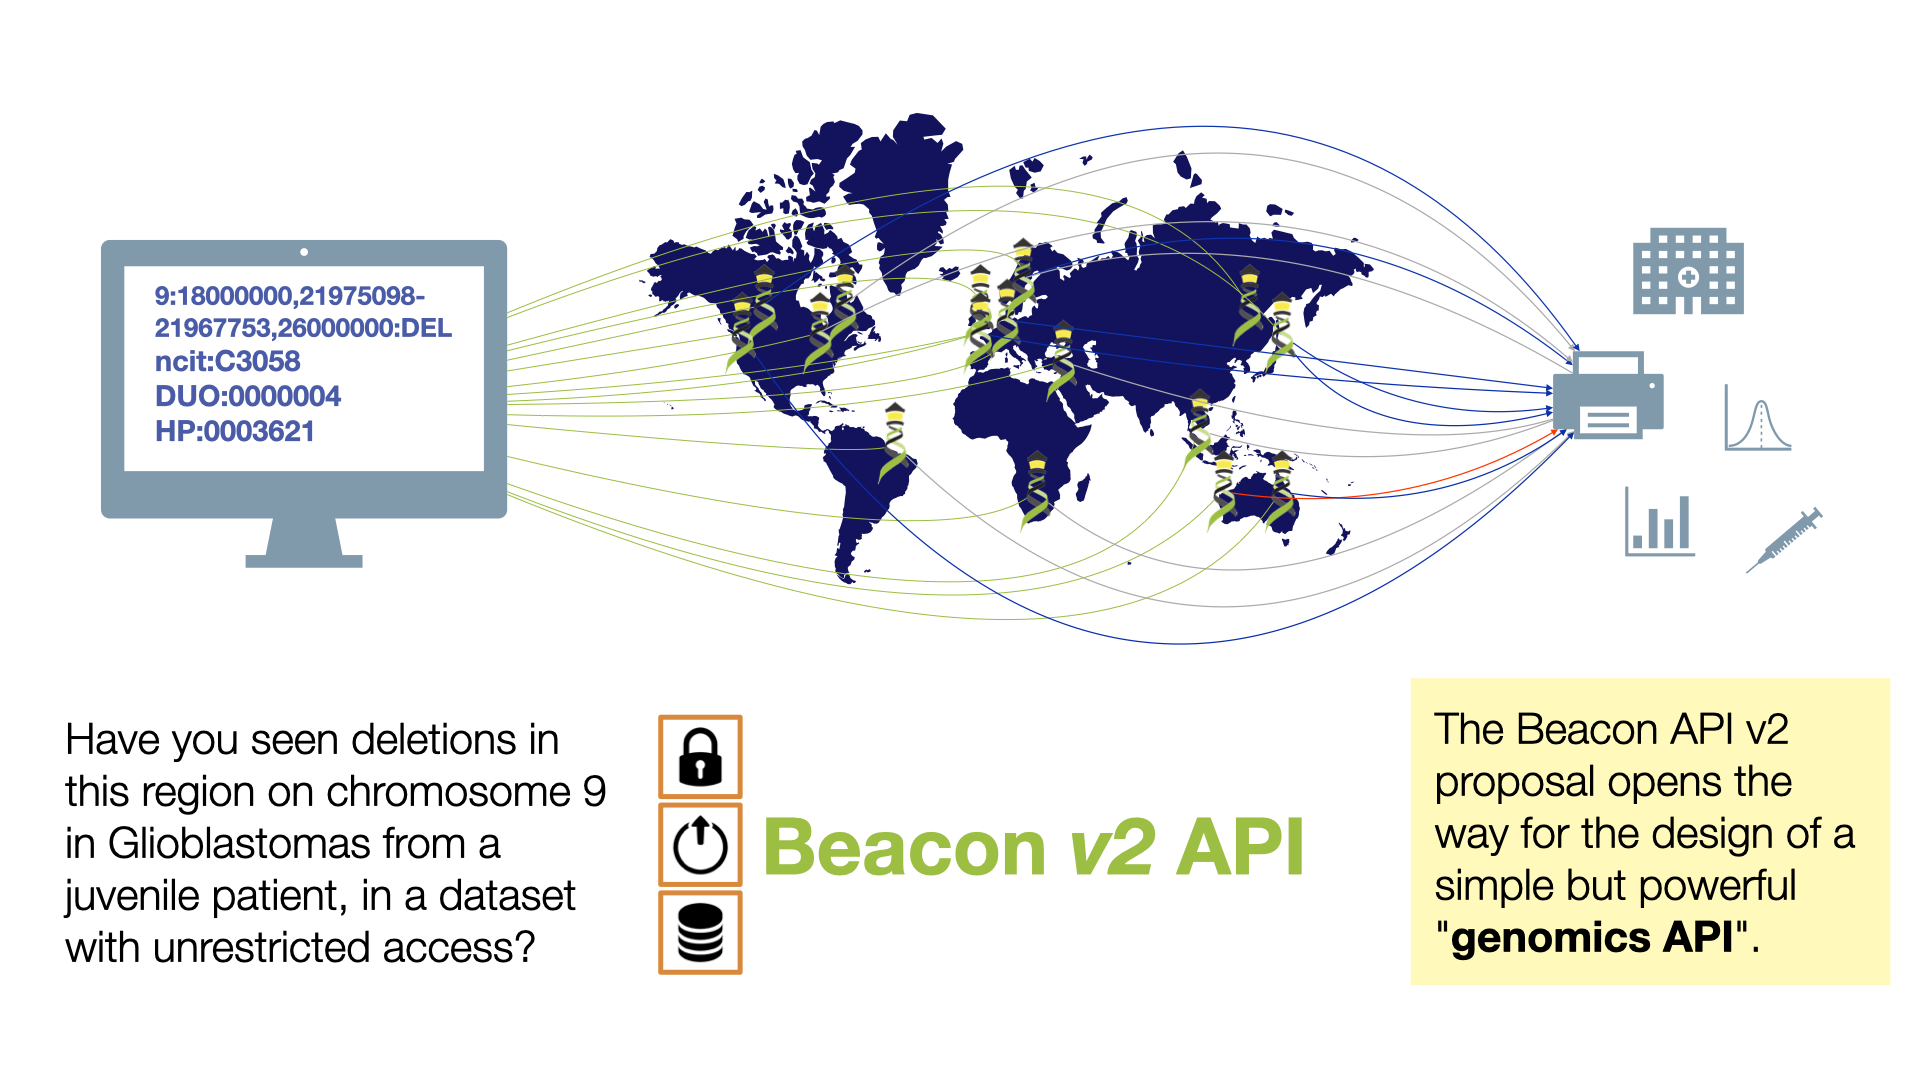 9:18000000,21975098-
21967753,26000000:DEL
ncit:C3058
DUO:0000004
HP:0003621
Have you seen deletions in
this region on chromosome 9
in Glioblastomas from a
juvenile patient, in a dataset
with unrestricted access?
Beacon v2 API
The Beacon API v2
proposal opens the
way for the design of a
simple but powerful
"genomics API".